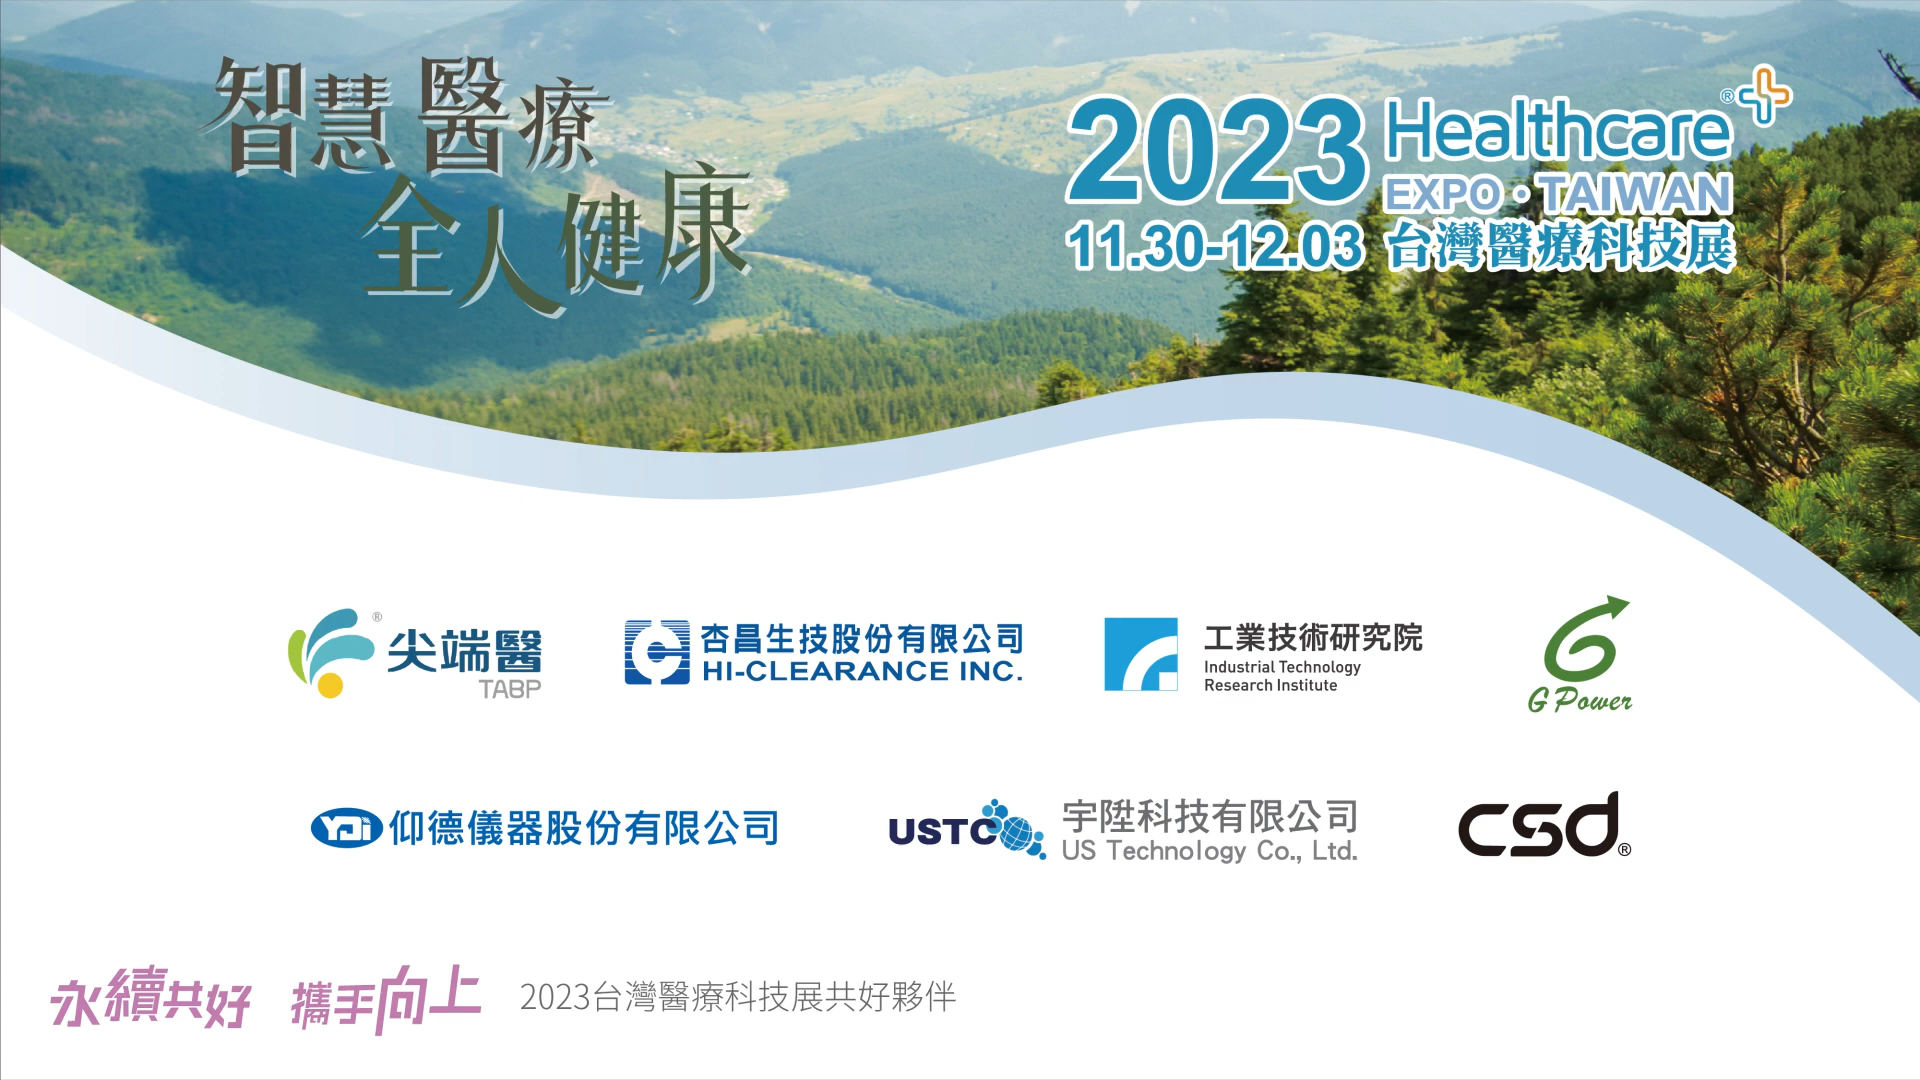 智慧醫療
全人健康
2023 Healthcare®
EXPO·TAIWAN
11.30-12.03 台灣醫療科技展
®
尖端醫
TABP
杏昌生技股份有限公司
HI-CLEARANCE INC.
工業技術研究院
Industrial Technology
Research Institute
G
G Power
YDi 仰德儀器股份有限公司
USTC 宇陞科技有限公司
US Technology Co., Ltd.
csd®
永續共好 攜手向上 2023台灣醫療科技展共好夥伴